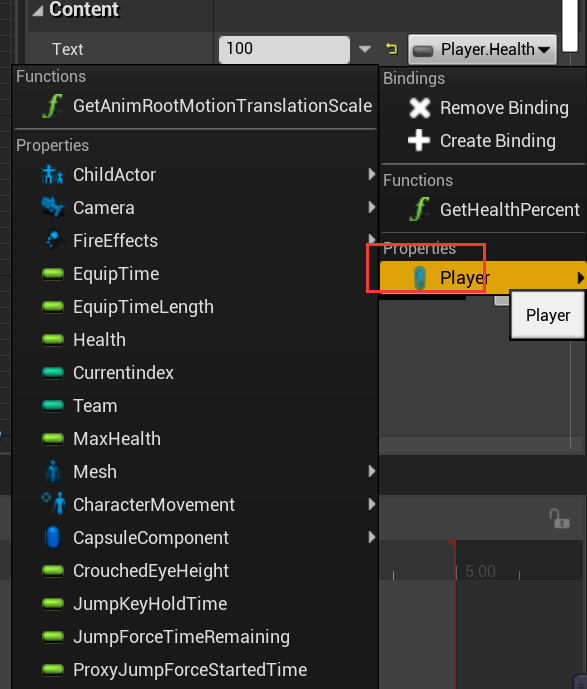 Content
Text 100 Player.Health
Functions
GetAnimRootMotionTranslationScale
Properties
ChildActor
Camera
FireEffects
EquipTime
EquipTimeLength
Health
Currentindex
Team
MaxHealth
Mesh
CharacterMovement
CapsuleComponent
CrouchedEyeHeight
JumpKeyHoldTime
JumpForceTimeRemaining
ProxyJumpForceStartedTime
Bindings
Remove Binding
Create Binding
Functions
GetHealthPercent
Properties
Player
Player
5.00